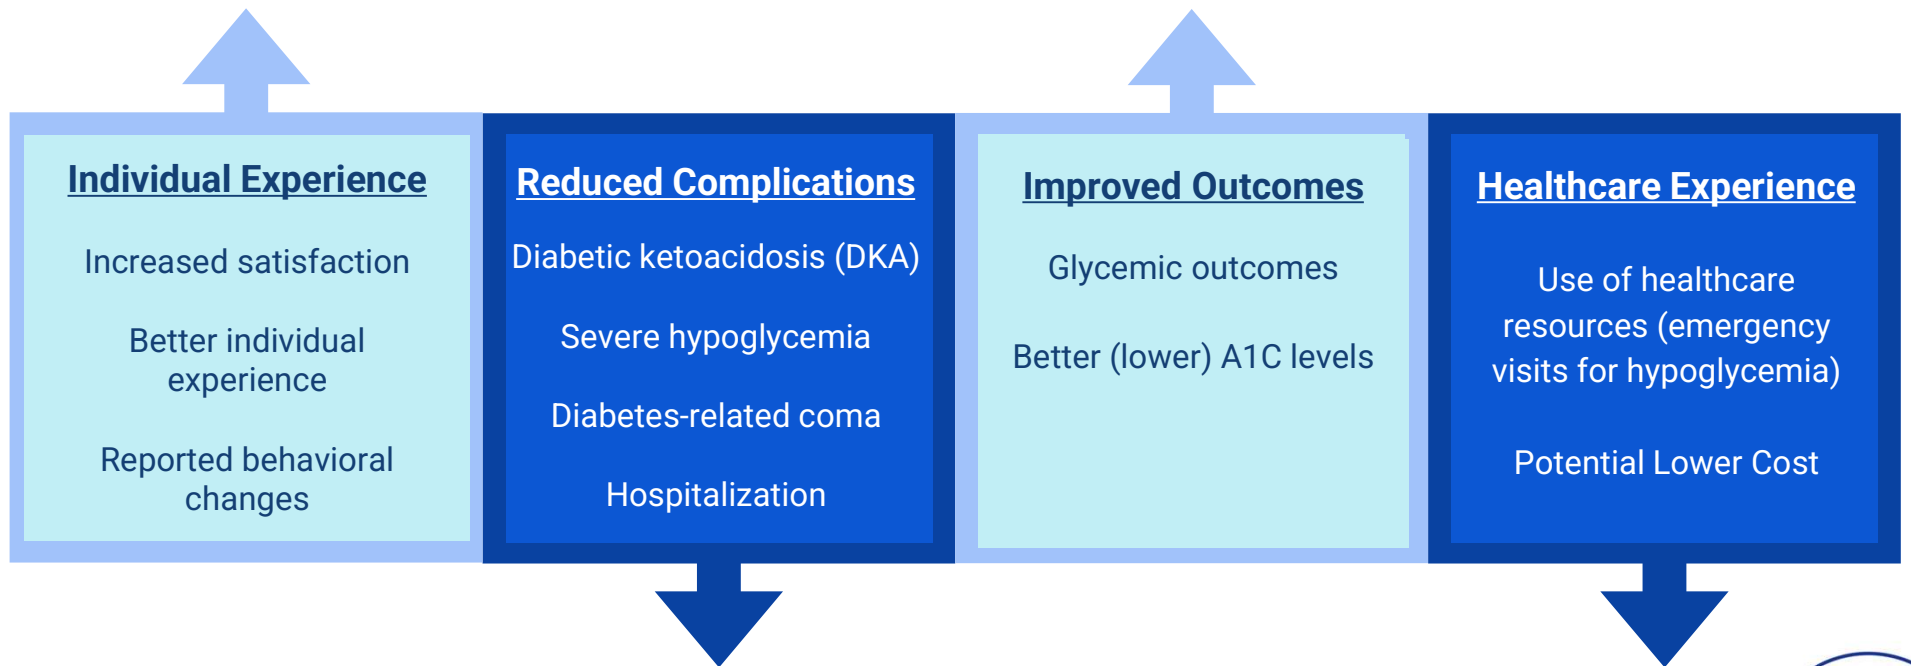 Individual Experience
Increased satisfaction
Better individual
experience
Reported behavioral
changes
Reduced Complications
Diabetic ketoacidosis (DKA)
Severe hypoglycemia
Diabetes-related coma
Hospitalization
Improved Outcomes
Glycemic outcomes
Better (lower) A1C levels
Healthcare Experience
Use of healthcare
resources (emergency
visits for hypoglycemia)
Potential Lower Cost